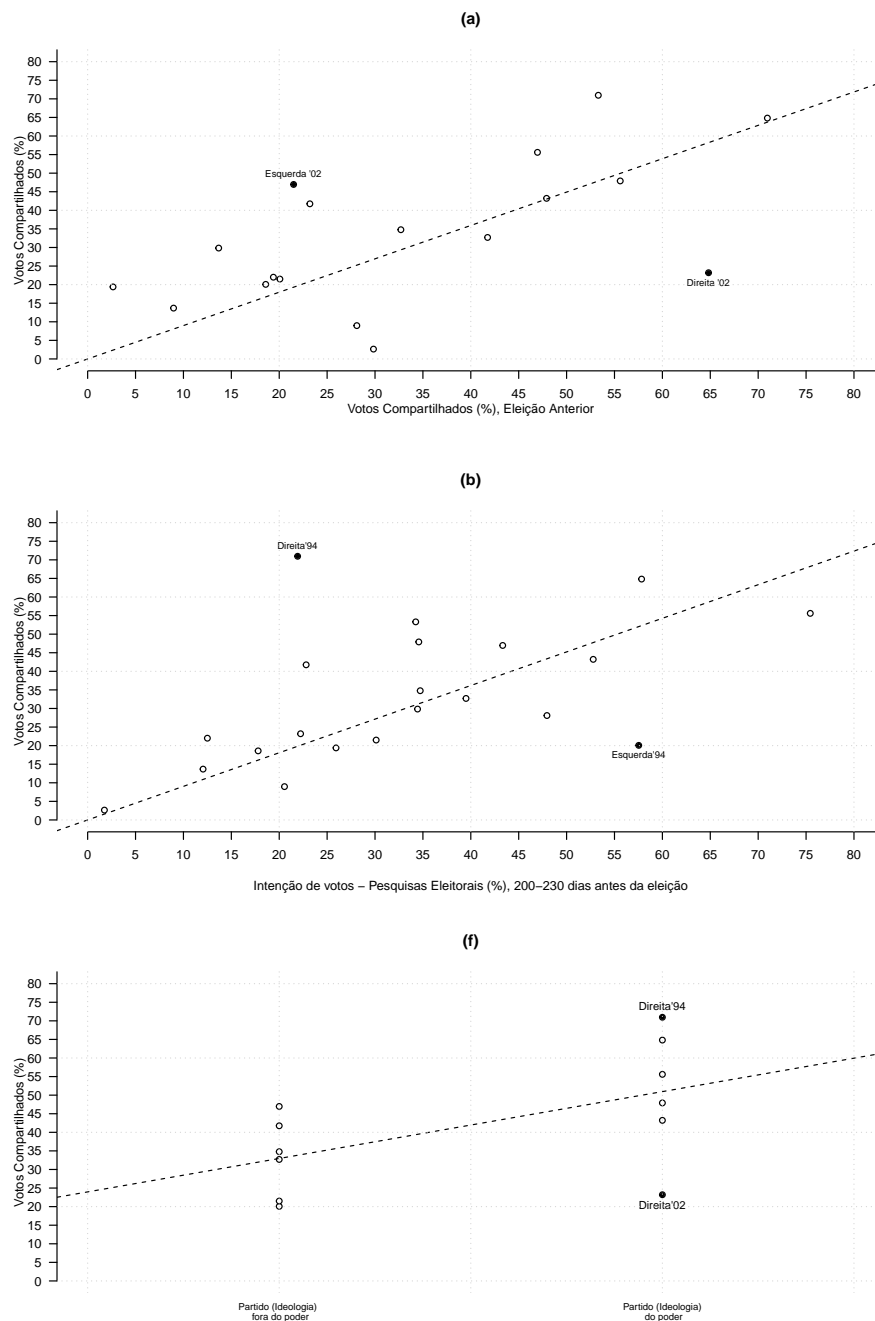 (a)
80
75
70
65
60
55
50
45
40
35
30
25
20
15
10
5
0
Votos Compartilhados (%)
Esquerda '02
Direita '02
0 5 10 15 20 25 30 35 40 45 50 55 60 65 70 75 80
Votos Compartilhados (%), Eleição Anterior
(b)
80
75
70
65
60
55
50
45
40
35
30
25
20
15
10
5
0
Votos Compartilhados (%)
Direita'94
Esquerda'94
0 5 10 15 20 25 30 35 40 45 50 55 60 65 70 75 80
Intenção de votos − Pesquisas Eleitorais (%), 200−230 dias antes da eleição
(f)
80
75
70
65
60
55
50
45
40
35
30
25
20
15
10
5
0
Votos Compartilhados (%)
Direita'94
Direita'02
Partido (Ideologia)
fora do poder
Partido (Ideologia)
do poder